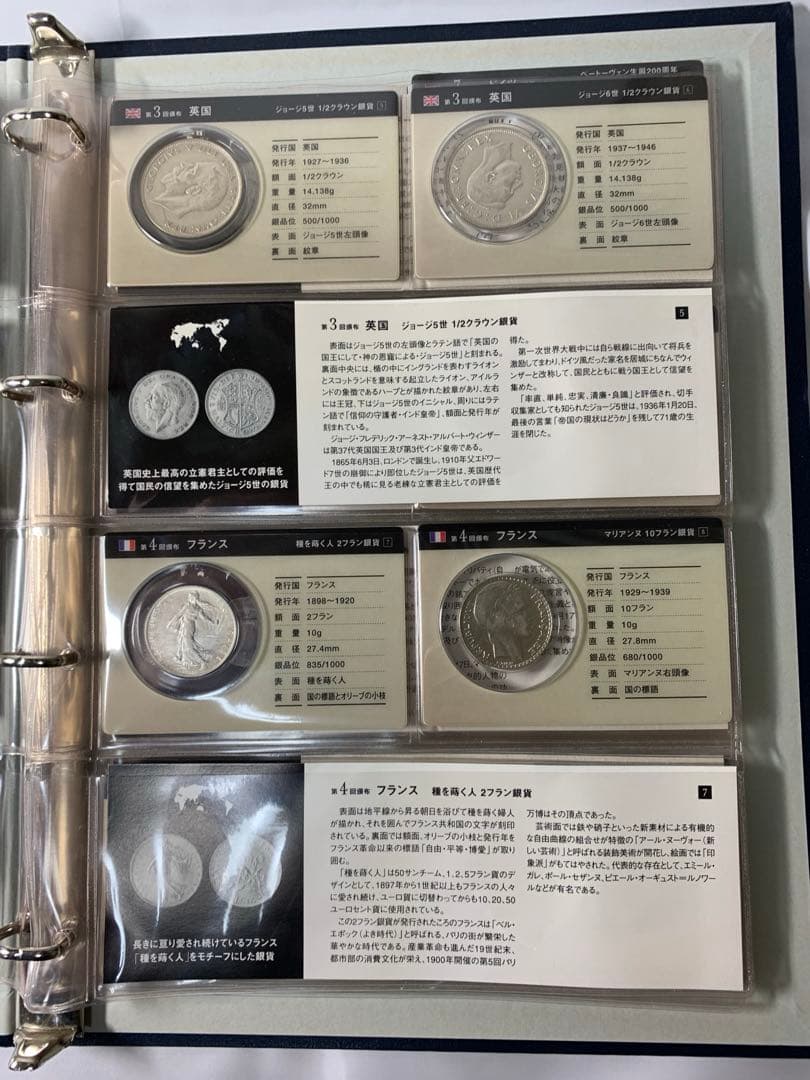 ベートーヴェン生誕200周年
第3回頒布 英国 ジョージ5世 1/2クラウン銀貨 5
発行国 英国
発行年 1927〜1936
額面 1/2クラウン
重量 14.138g
直径 32mm
銀品位 500/1000
表面 ジョージ5世左頭像
裏面 紋章
第3回頒布 英国 ジョージ6世 1/2クラウン銀貨 6
発行国 英国
発行年 1937〜1946
額面 1/2クラウン
重量 14.138g
直径 32mm
銀品位 500/1000
表面 ジョージ6世左頭像
裏面 紋章
英国史上最高の立憲君主としての評価を
得て国民の信望を集めたジョージ5世の銀貨
第3回頒布 英国 ジョージ5世 1/2クラウン銀貨 5
表面はジョージ5世の左頭像とラテン語で「英国の
国王にして・神の恩寵による・ジョージ5世」と刻まれる。
裏面中央には、楯の中にイングランドを表わすライオン
とスコットランドを意味する起立したライオン、アイルラ
ンドの象徴であるハープとが描かれた紋章があり、左右
には王冠、下はジョージ5世のイニシャル、周りにはラテ
ン語で「信仰の守護者・インド皇帝」、額面と発行年が
刻まれている。
ジョージ・フレデリック・アーネスト・アルバート・ウィンザー
は第37代英国国王及び第3代インド皇帝である。
1865年6月3日、ロンドンで誕生し、1910年父エドワー
ド7世の崩御により即位したジョージ5世は、英国歴代
王の中でも稀に見る老練な立憲君主としての評価を
得た。
第一次世界大戦中には自ら戦線に出向いて将兵を
激励してまわり、ドイツ風だった家名を居城にちなんでウィ
ンザーと改称して、国民とともに戦う国王として信望を
集めた。
「率直、単純、忠実、清廉・良識」と評価され、切手
収集家としても知られたジョージ5世は、1936年1月20日、
最後の言葉「帝国の現状はどうか」を残して71歳の生
涯を閉じた。
第4回頒布 フランス 種を蒔く人 2フラン銀貨 7
発行国 フランス
発行年 1898〜1920
額面 2フラン
重量 10g
直径 27.4mm
銀品位 835/1000
表面 種を蒔く人
裏面 国の標語とオリーブの小枝
第4回頒布 フランス マリアンヌ 10フラン銀貨 8
発行国 フランス
発行年 1929〜1939
額面 10フラン
重量 10g
直径 27.8mm
銀品位 680/1000
表面 マリアンヌ右頭像
裏面 国の標語
長きに亘り愛され続けているフランス
「種を蒔く人」をモチーフにした銀貨
第4回頒布 フランス 種を蒔く人 2フラン銀貨 7
表面は地平線から昇る朝日を浴びて種を蒔く婦人
が描かれ、それを囲んでフランス共和国の文字が刻印
されている。裏面では額面、オリーブの小枝と発行年を
フランス革命以来の標語「自由・平等・博愛」が取り
囲む。
「種を蒔く人」は50サンチーム、1、2、5フラン貨のデ
ザインとして、1897年から1世紀以上もフランスの人々
に愛され続け、ユーロ貨に切替わってからも10、20、50
ユーロセント貨に使用されている。
この2フラン銀貨が発行されたころのフランスは「ベル・
エポック（よき時代）」と呼ばれる、パリの街が繁栄した
華やかな時代である。産業革命も進んだ19世紀末、
都市部の消費文化が栄え、1900年開催の第5回パリ
万博はその頂点であった。
芸術面では鉄や硝子といった新素材による有機的
な自由曲線の組合せが特徴の「アール・ヌーヴォー（新
しい芸術）」と呼ばれる装飾美術が開花し、絵画では「印
象派」がもてはやされた。代表的な存在として、エミール・
ガレ、ポール・セザンヌ、ピエール・オーギュスト＝ルノワー
ルなどが有名である。